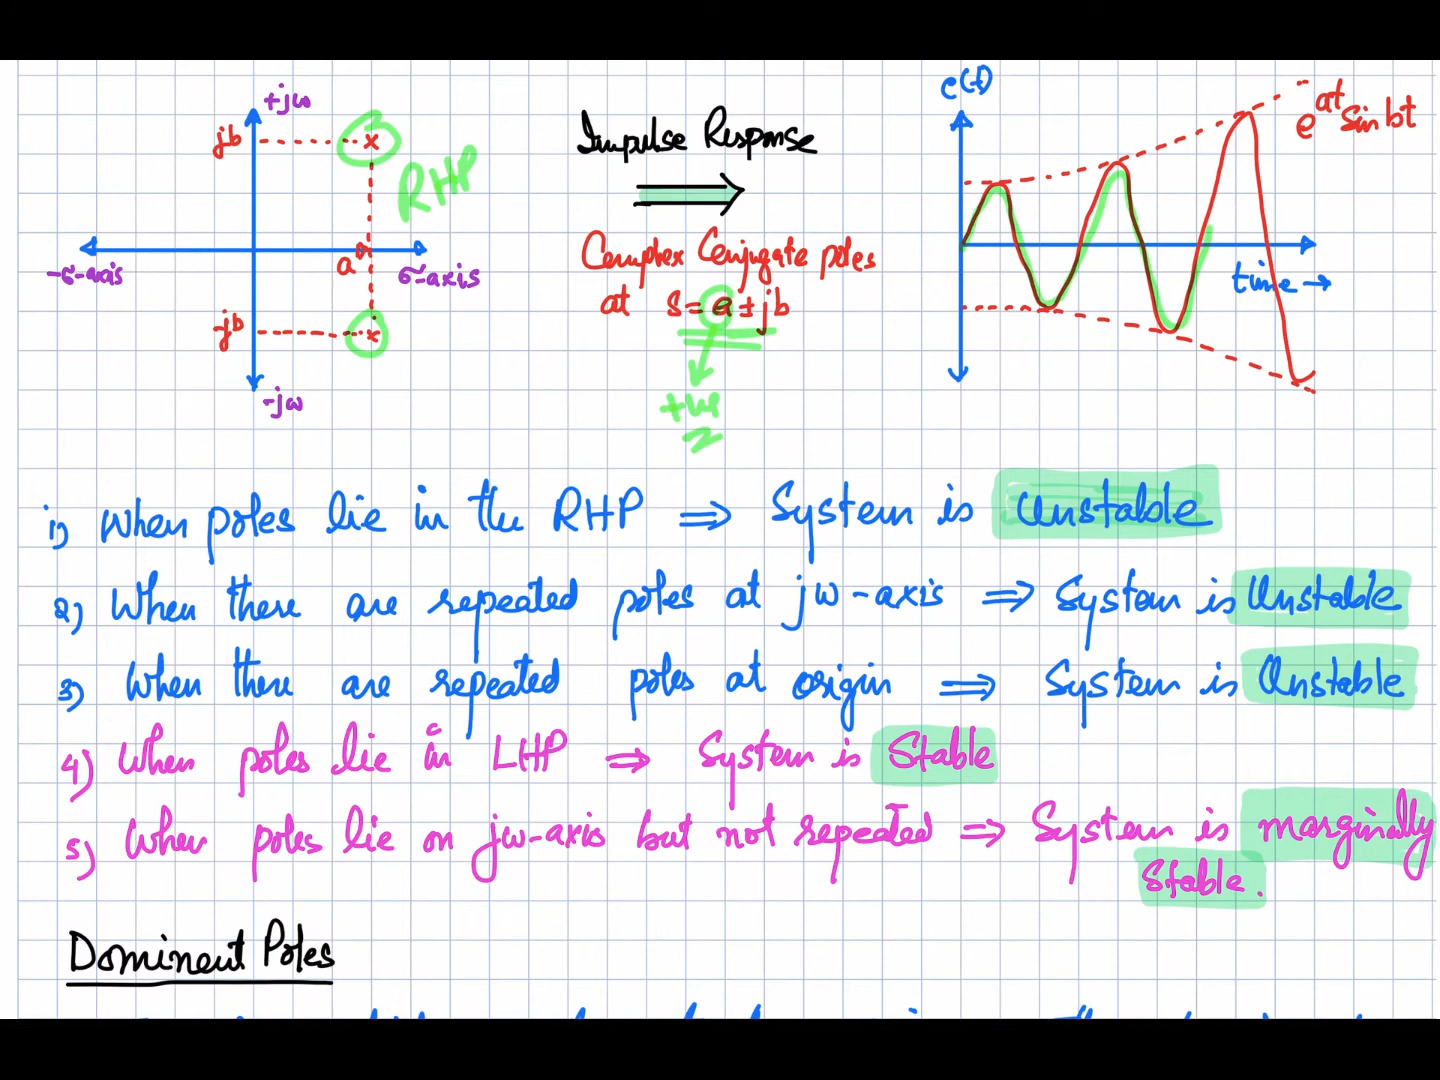 +jω
jb
RHP
a
-σ-axis
σ-axis
-jb
-jω
Impulse Response
Complex Conjugate poles
at s = a ± jb
+ve
c(t)
e^{at} Sin bt
time →
1) When poles lie in the RHP ⇒ System is Unstable
2) When there are repeated poles at jω-axis ⇒ System is Unstable
3) When there are repeated poles at origin ⇒ System is Unstable
4) When poles lie in LHP ⇒ System is Stable
5) When poles lie on jω-axis but not repeated ⇒ System is marginally
Stable.
Dominent Poles